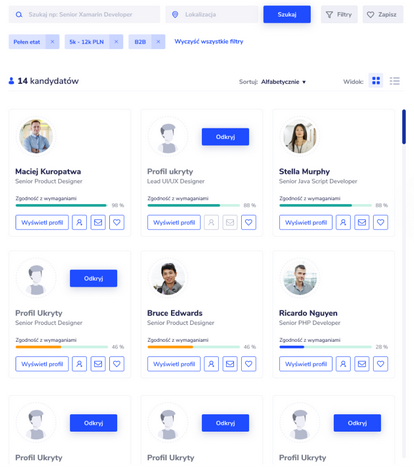 Szukaj np: Senior Xamarin Developer
Lokalizacja
Szukaj
Filtry
Zapisz
Pełen etat ×
5k - 12k PLN ×
B2B ×
Wyczyść wszystkie filtry
14 kandydatów
Sortuj: Alfabetycznie ▼
Widok:
Maciej Kuropatwa
Senior Product Designer
Zgodność z wymaganiami
98 %
Wyświetl profil
Odkryj
Profil ukryty
Lead UI/UX Designer
Zgodność z wymaganiami
88 %
Wyświetl profil
Stella Murphy
Senior Java Script Developer
Zgodność z wymaganiami
88 %
Wyświetl profil
Odkryj
Profil Ukryty
Senior Product Designer
Zgodność z wymaganiami
46 %
Wyświetl profil
Bruce Edwards
Senior Product Designer
Zgodność z wymaganiami
46 %
Wyświetl profil
Ricardo Nguyen
Senior PHP Developer
Zgodność z wymaganiami
28 %
Wyświetl profil
Odkryj
Profil Ukryty
Odkryj
Profil Ukryty
Odkryj
Profil Ukryty